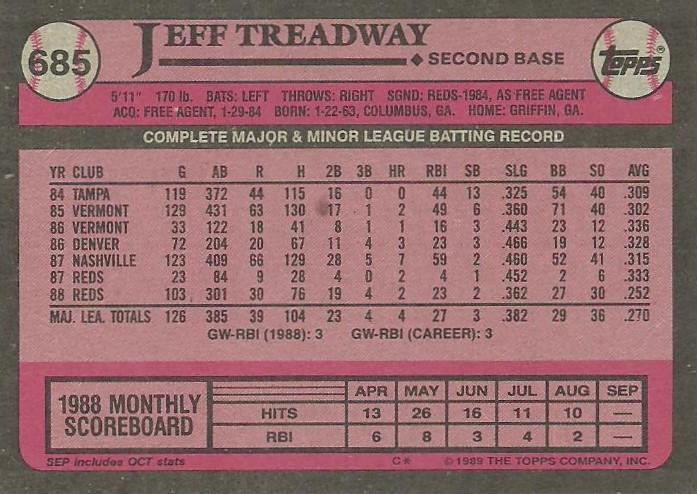 685
JEFF TREADWAY
SECOND BASE
TOPPS®
5'11" 170 lb. BATS: LEFT THROWS: RIGHT SGND: REDS-1984, AS FREE AGENT
ACQ: FREE AGENT, 1-29-84 BORN: 1-22-63, COLUMBUS, GA. HOME: GRIFFIN, GA.
COMPLETE MAJOR & MINOR LEAGUE BATTING RECORD
YR CLUB G AB R H 2B 3B HR RBI SB SLG BB SO AVG
84 TAMPA 119 372 44 115 16 0 0 44 13 .325 54 40 .309
85 VERMONT 129 431 63 130 17 1 2 49 6 .360 71 40 .302
86 VERMONT 33 122 18 41 8 1 1 16 3 .443 23 12 .336
86 DENVER 72 204 20 67 11 4 3 23 3 .466 19 12 .328
87 NASHVILLE 123 409 66 129 28 5 7 59 2 .460 52 41 .315
87 REDS 23 84 9 28 4 0 2 4 1 .452 2 6 .333
88 REDS 103 301 30 76 19 4 2 23 2 .362 27 30 .252
MAJ. LEA. TOTALS 126 385 39 104 23 4 4 27 3 .382 29 36 .270
GW-RBI (1988): 3 GW-RBI (CAREER): 3
1988 MONTHLY SCOREBOARD
APR MAY JUN JUL AUG SEP
HITS 13 26 16 11 10 —
RBI 6 8 3 4 2 —
SEP includes OCT stats C* © 1989 THE TOPPS COMPANY, INC.